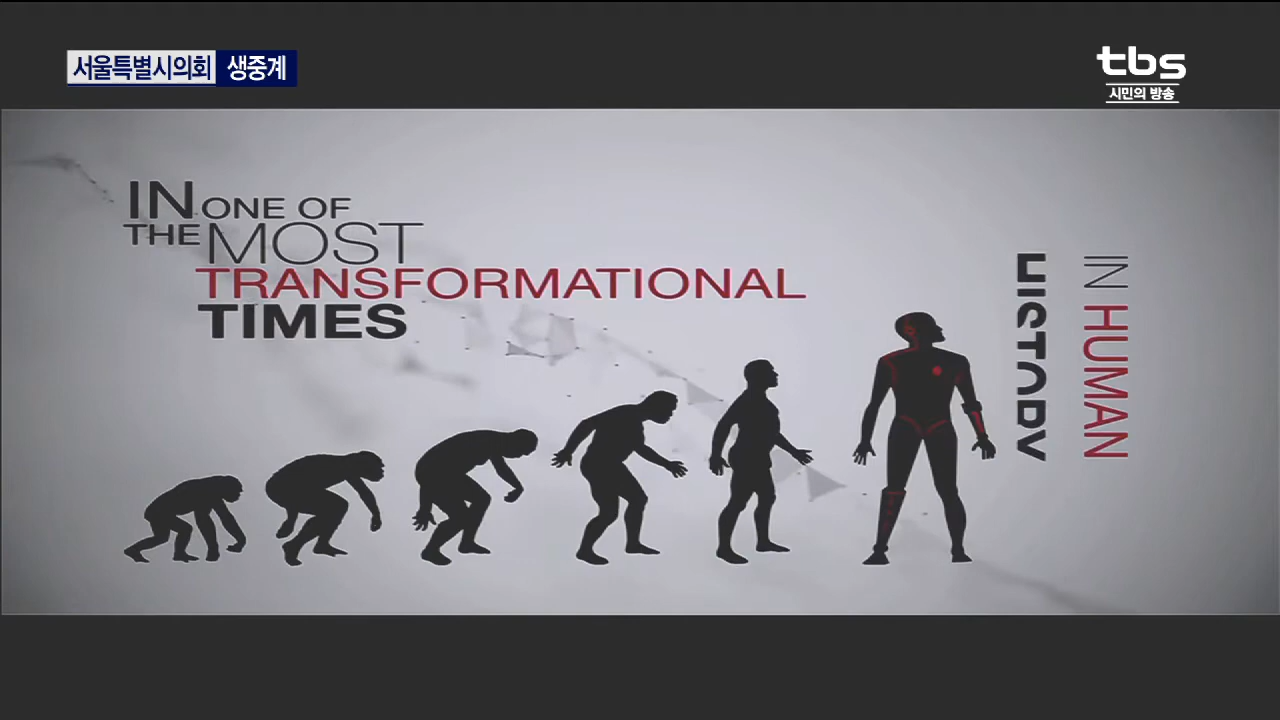 서울특별시의회 생중계
tbs
시민의 방송
IN ONE OF
THE MOST
TRANSFORMATIONAL
TIMES
IN HUMAN
HISTORY